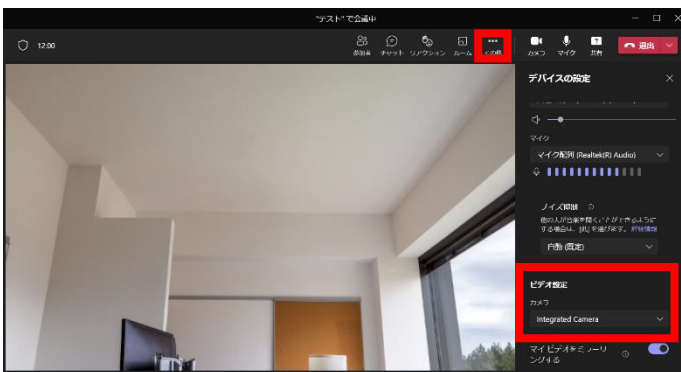 "テスト" で会議中
12:00
参加者 チャット リアクション ルーム その他 カメラ マイク 共有 退出
デバイスの設定
マイク
マイク配列 (Realtek(R) Audio)
ノイズ抑制
他の人が音楽を聞くことができるように
する場合は、[低] を選びます。 詳細情報
自動 (既定)
ビデオ設定
カメラ
Integrated Camera
マイ ビデオをミラーリ
ングする